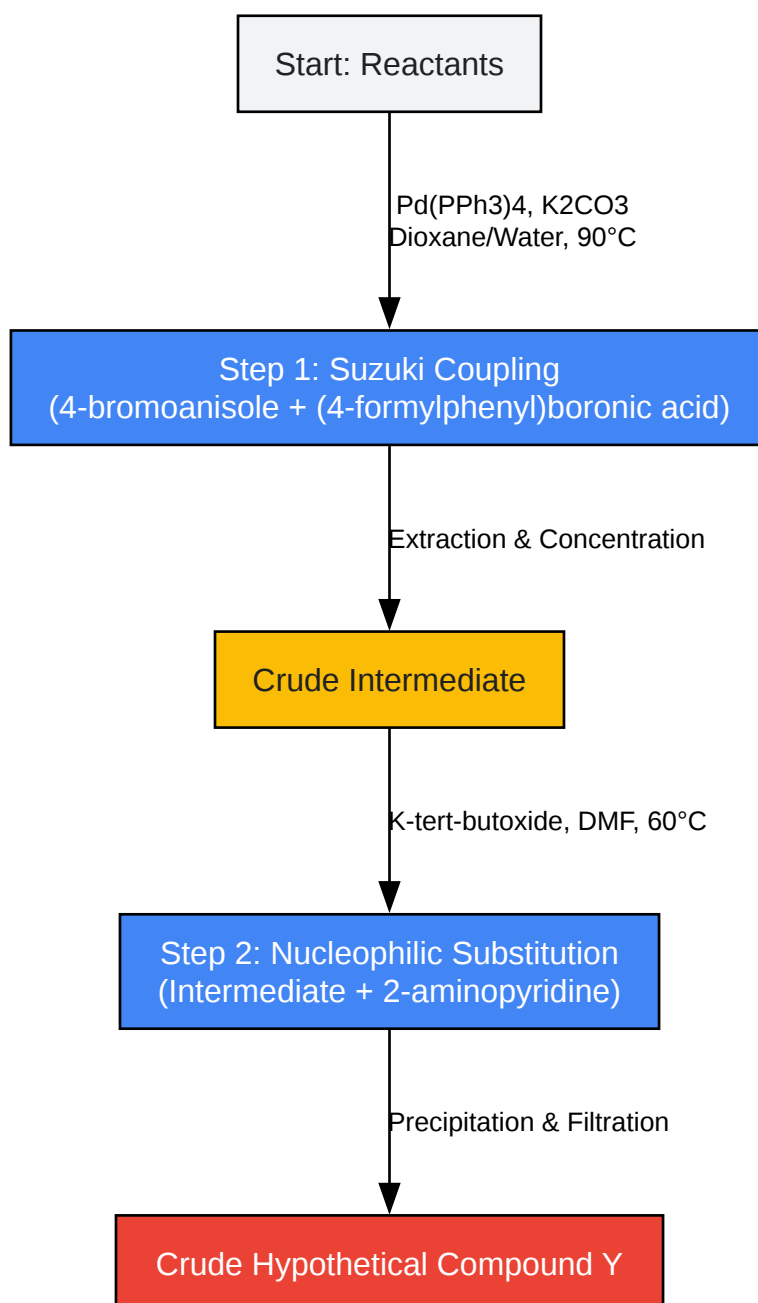 Start: Reactants
Pd(PPh3)4, K2CO3
Dioxane/Water, 90°C
Step 1: Suzuki Coupling
(4-bromoanisole + (4-formylphenyl)boronic acid)
Extraction & Concentration
Crude Intermediate
K-tert-butoxide, DMF, 60°C
Step 2: Nucleophilic Substitution
(Intermediate + 2-aminopyridine)
Precipitation & Filtration
Crude Hypothetical Compound Y